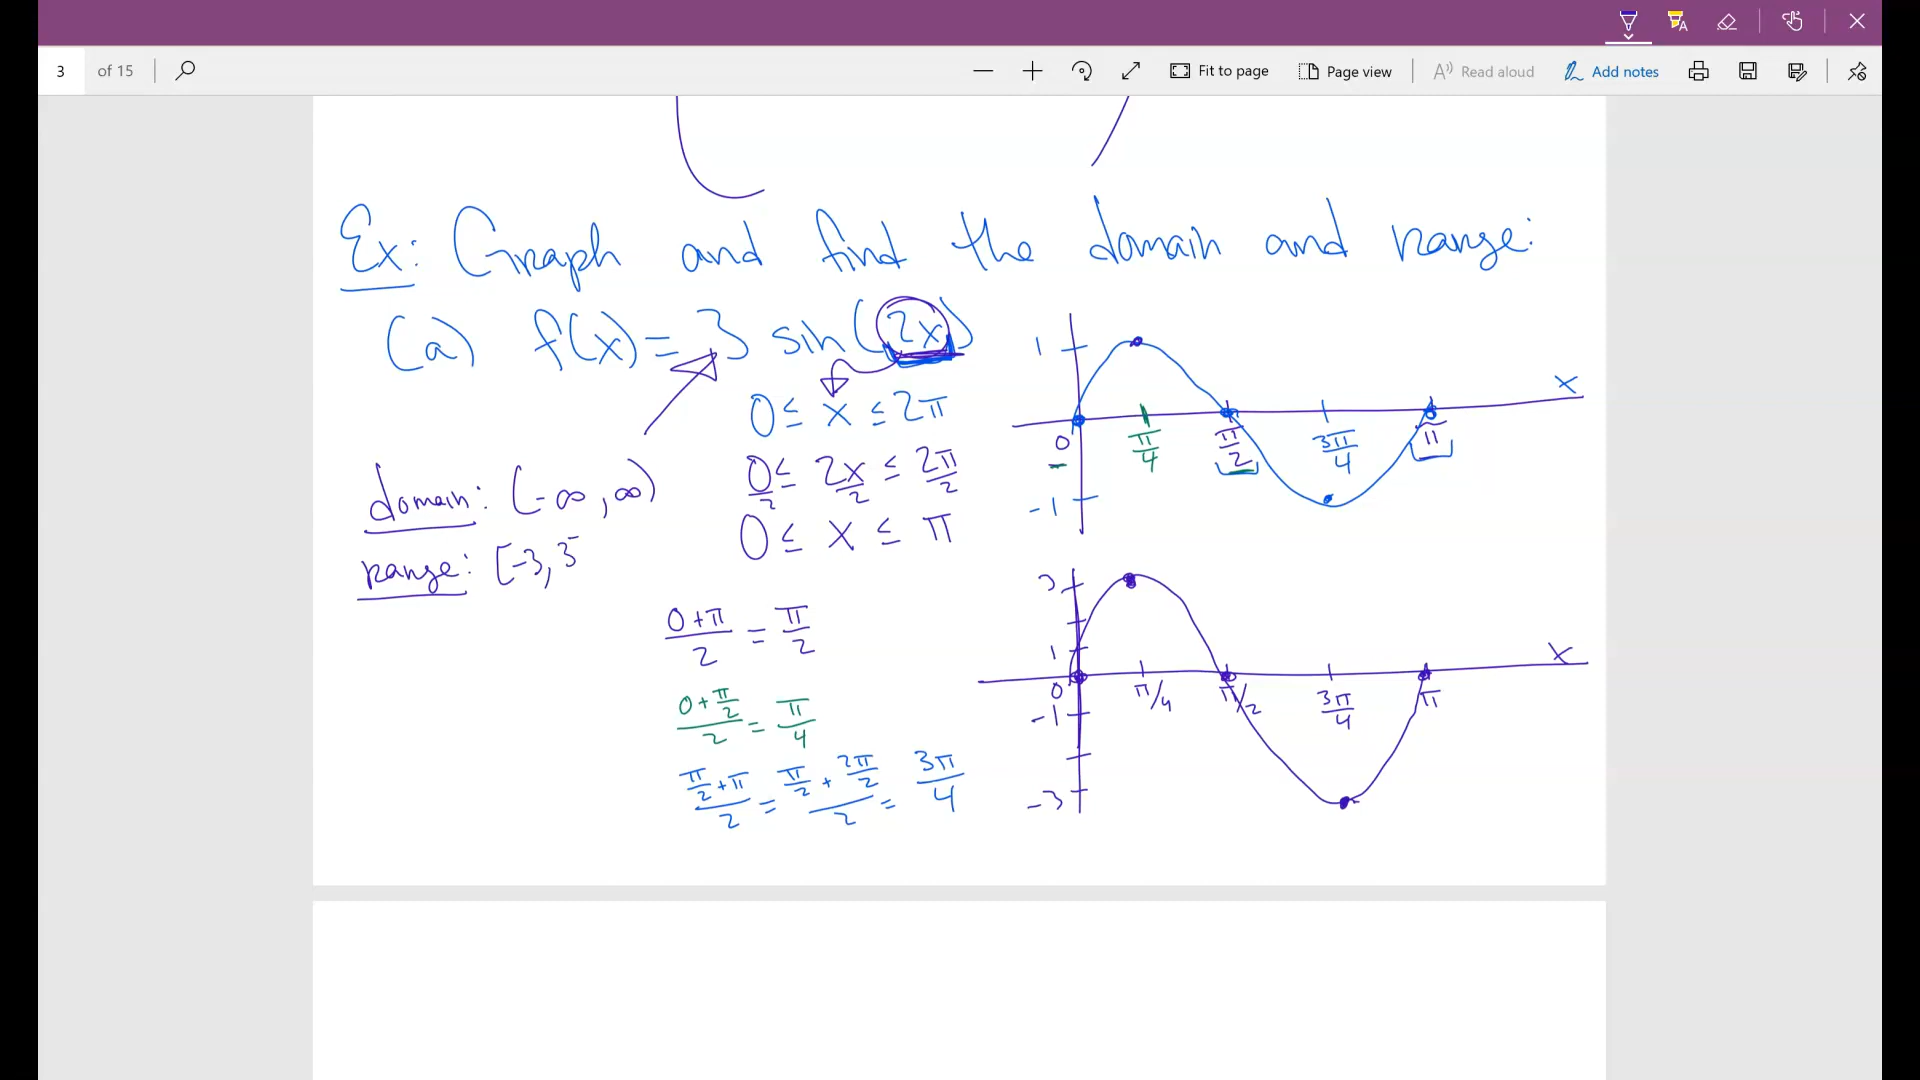 3 of 15 Fit to page Page view Read aloud Add notes
Ex: Graph and find the domain and range:
(a) f(x) = 3 sin(2x)
0 ≤ x ≤ 2π
0/2 ≤ 2x/2 ≤ 2π/2
0 ≤ x ≤ π
domain: (-∞, ∞)
range: [-3, 3
(0+π)/2 = π/2
(0+π/2)/2 = π/4
(π/2+π)/2 = (π/2+2π/2)/2 = 3π/4
1
x
0 π/4 π/2 3π/4 π
-1
3
1
x
0 π/4 π/2 3π/4 π
-1
-3